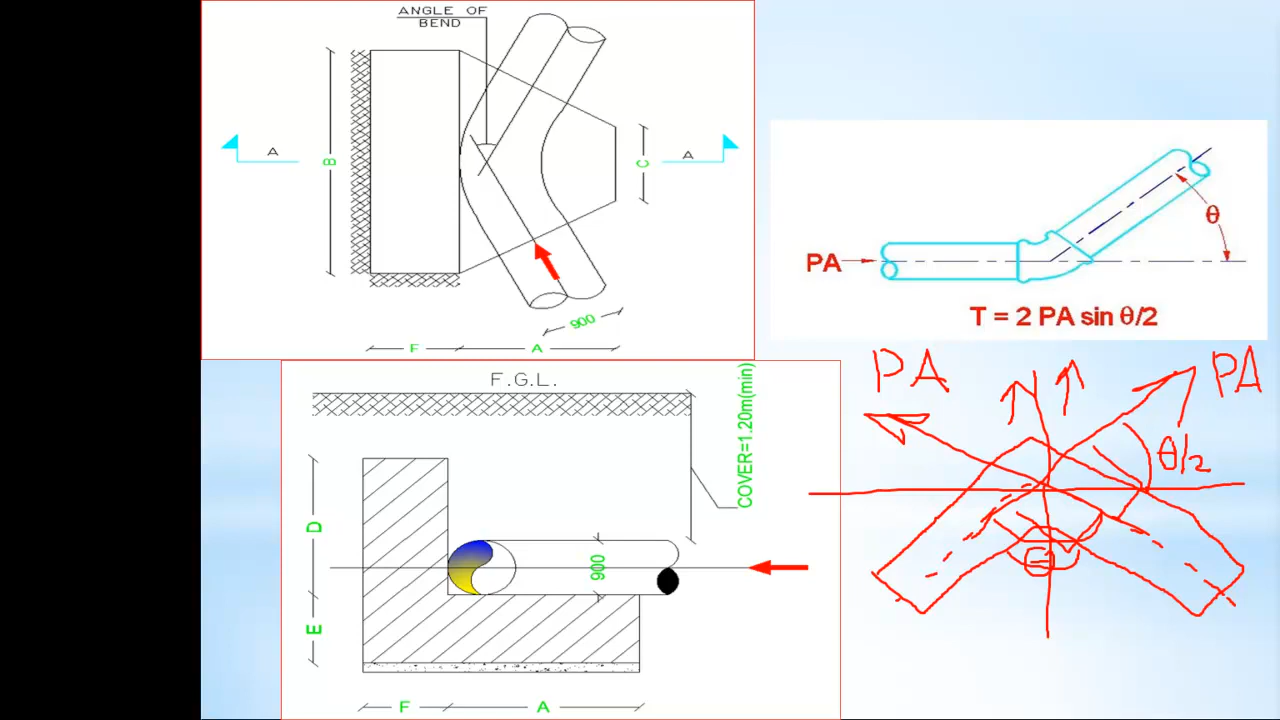 ANGLE OF
BEND
A
B
C
A
900
F
A
F.G.L.
COVER=1.20m(min)
D
900
E
F
A
θ
PA
T = 2 PA sin θ/2
PA
PA
θ/2